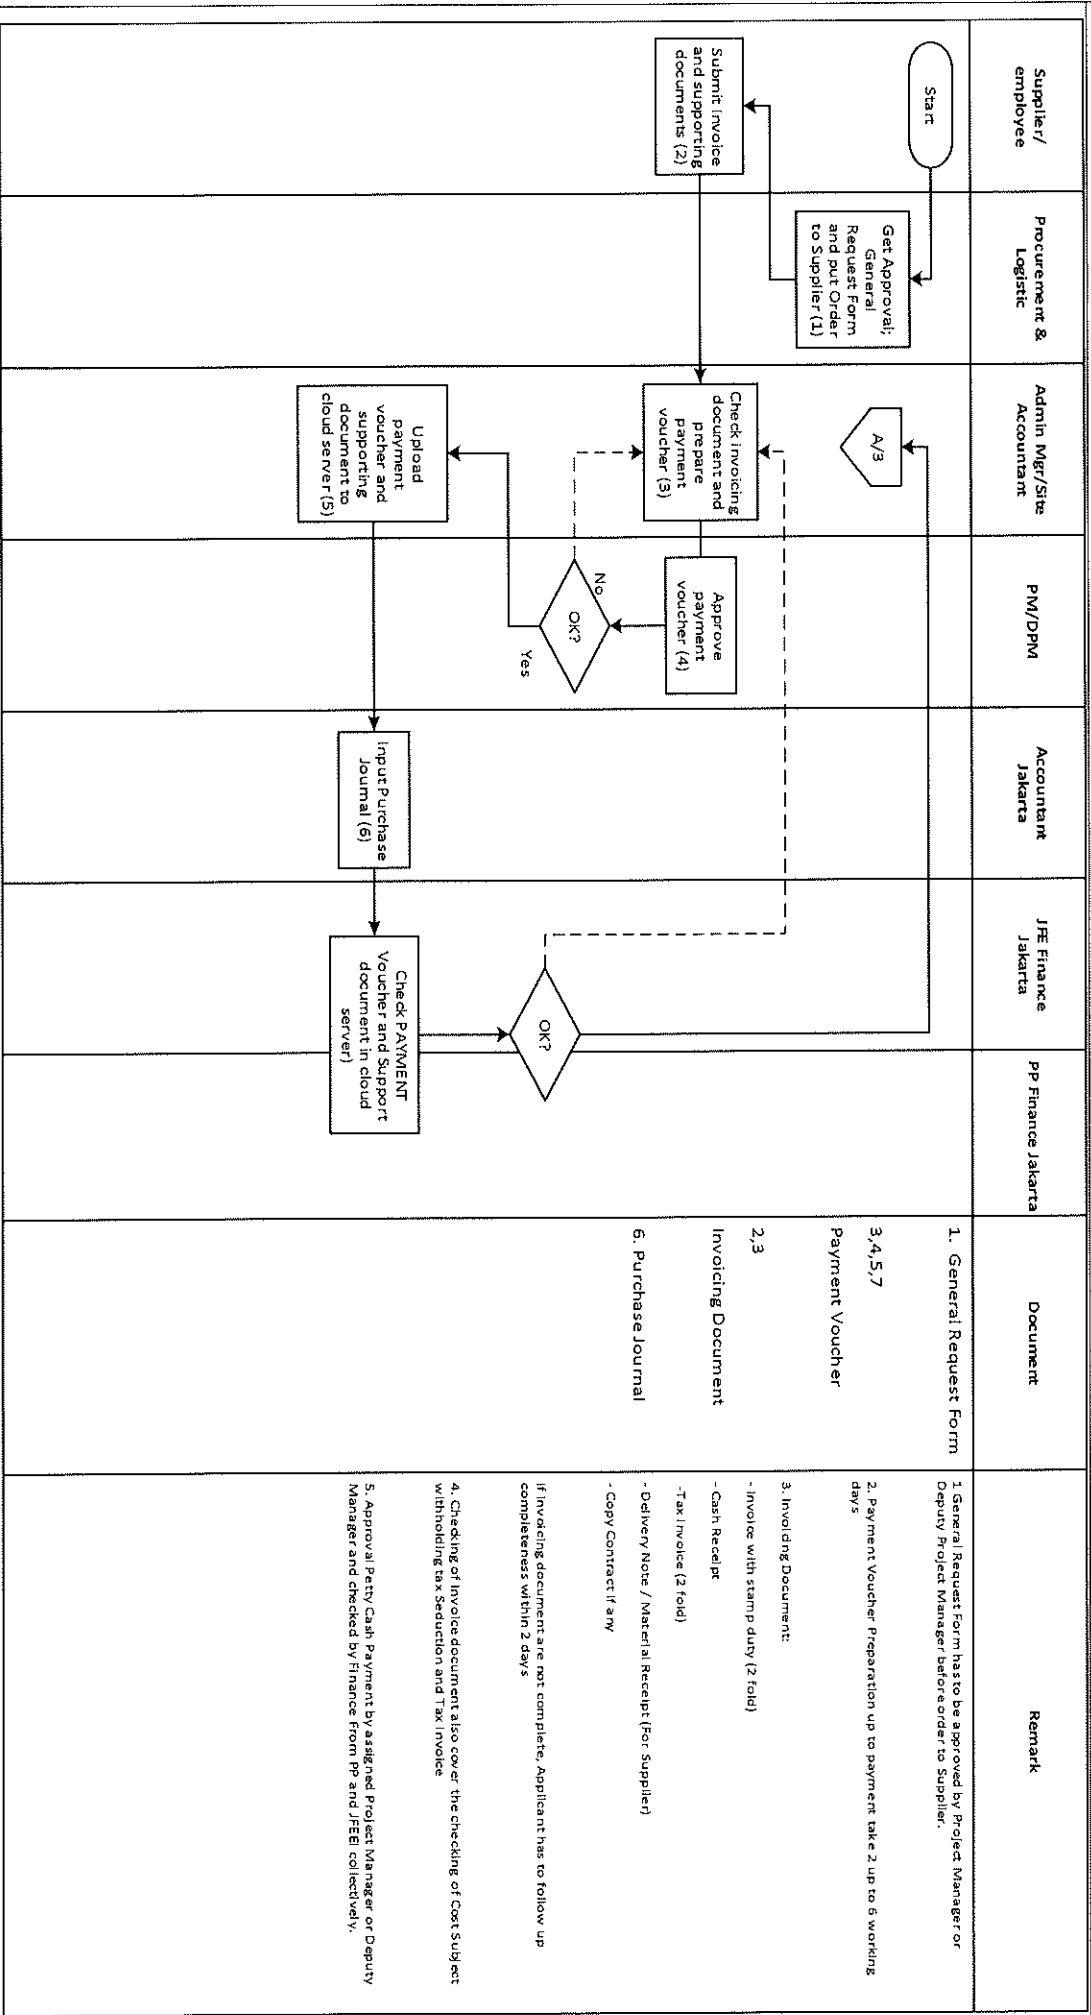 Supplier/
employee
Procurement &
Logistic
Admin Mgr/Site
Accountant
PM/DPM
Accountant
Jakarta
JFE Finance
Jakarta
PP Finance Jakarta
Document
Remark
Start
Get Approval;
General
Request Form
and put Order
to Supplier (1)
Submit Invoice
and supporting
documents (2)
A/3
Check invoicing
document and
prepare
payment
voucher (3)
Approve
payment
voucher (4)
OK?
No
Yes
Upload
payment
voucher and
supporting
document to
cloud server (5)
Input Purchase
Journal (6)
Check PAYMENT
Voucher and Support
document in cloud
server)
OK?
1. General Request Form
3,4,5,7
Payment Voucher
2,3
Invoicing Document
6. Purchase Journal
1 General Request Form has to be approved by Project Manager or
Deputy Project Manager before order to Supplier.
2. Payment Voucher Preparation up to payment take 2 up to 6 working
days
3. Invoicing Document:
- Invoice with stamp duty (2 fold)
- Cash Receipt
-Tax Invoice (2 fold)
- Delivery Note / Material Receipt (For Supplier)
- Copy Contract if any
If Invoicing document are not complete, Applicant has to follow up
completeness within 2 days
4. Checking of Invoice document also cover the checking of Cost Subject
withholding tax Seduction and Tax Invoice
5. Approval Petty Cash Payment by assigned Project Manager or Deputy
Manager and checked by Finance from PP and JFEEI collectively.